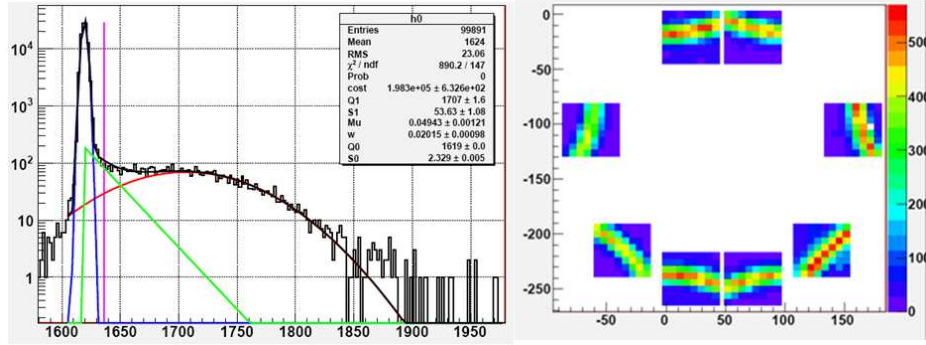 h0
Entries 99891
Mean 1624
RMS 23.06
χ² / ndf 890.2 / 147
Prob 0
cost 1.983e+05 ± 6.326e+02
Q1 1707 ± 1.6
S1 53.63 ± 1.08
Mu 0.04943 ± 0.00121
w 0.02015 ± 0.00098
Q0 1619 ± 0.0
S0 2.329 ± 0.005
10⁴
10³
10²
10
1
1600 1650 1700 1750 1800 1850 1900 1950
0
-50
-100
-150
-200
-250
-50 0 50 100 150
500
400
300
200
100
0